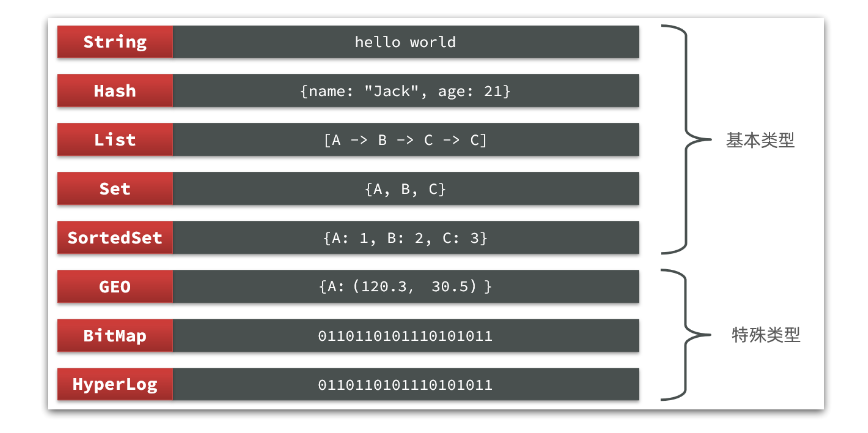 String hello world
Hash {name: "Jack", age: 21}
List [A -> B -> C -> C]
基本类型
Set {A, B, C}
SortedSet {A: 1, B: 2, C: 3}
GEO {A: (120.3, 30.5) }
BitMap 0110110101110101011
特殊类型
HyperLog 0110110101110101011